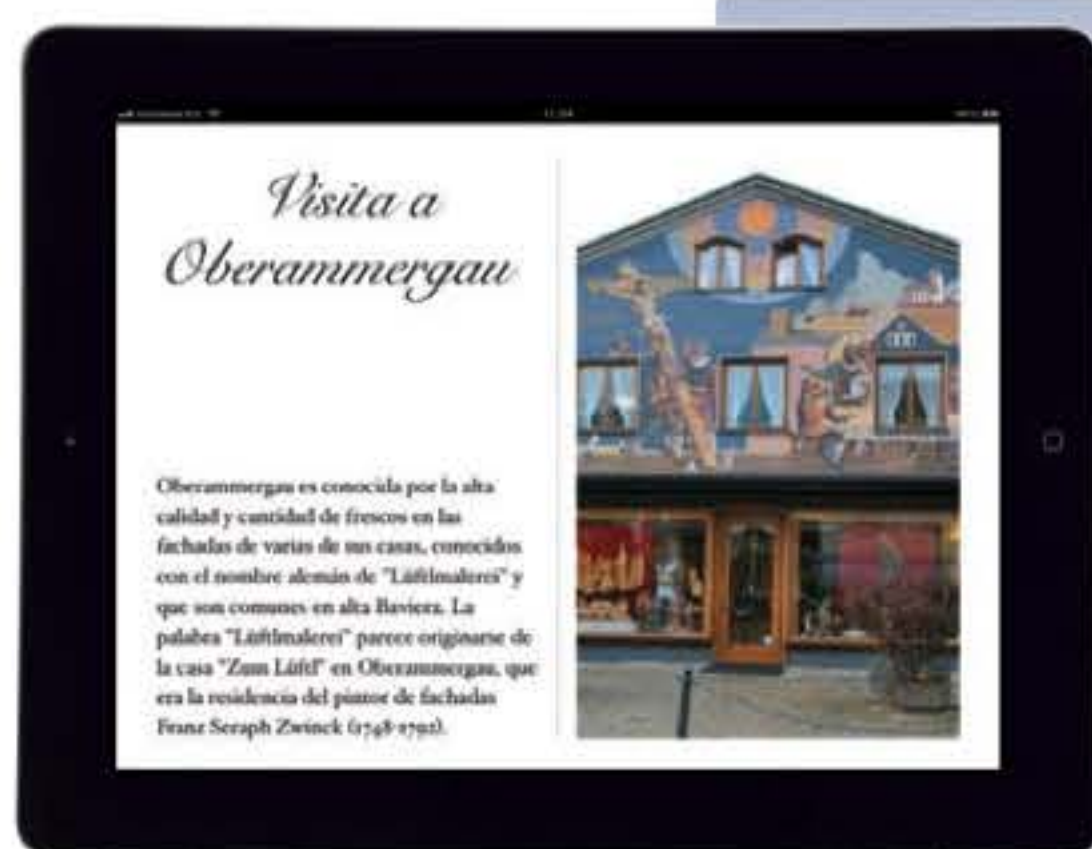 Visita a
Oberammergau
Oberammergau es conocida por la alta
calidad y cantidad de frescos en las
fachadas de varias de sus casas, conocidos
con el nombre alemán de "Lüftlmalerei" y
que son comunes en alta Baviera. La
palabra "Lüftlmalerei" parece originarse de
la casa "Zum Lüftl" en Oberammergau, que
era la residencia del pintor de fachadas
Franz Seraph Zwinck (1748-1792).